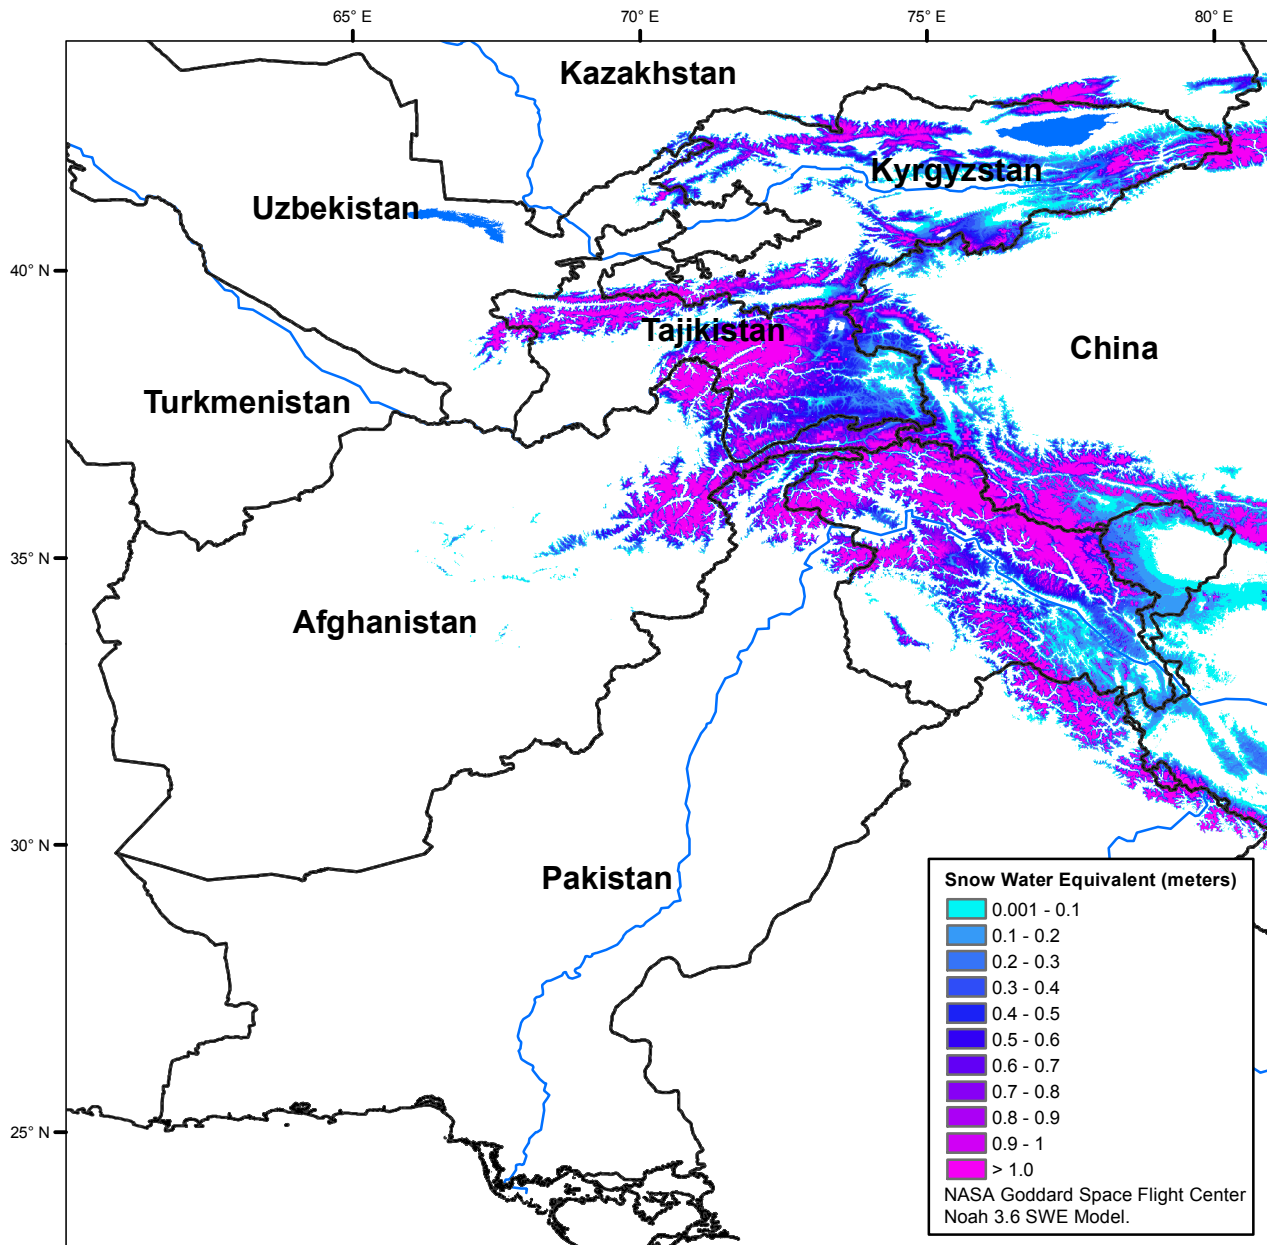 65° E
70° E
75° E
80° E
Kazakhstan
Kyrgyzstan
Uzbekistan
40° N
Tajikistan
China
Turkmenistan
35° N
Afghanistan
30° N
Pakistan
25° N
Snow Water Equivalent (meters)
0.001 - 0.1
0.1 - 0.2
0.2 - 0.3
0.3 - 0.4
0.4 - 0.5
0.5 - 0.6
0.6 - 0.7
0.7 - 0.8
0.8 - 0.9
0.9 - 1
> 1.0
NASA Goddard Space Flight Center
Noah 3.6 SWE Model.